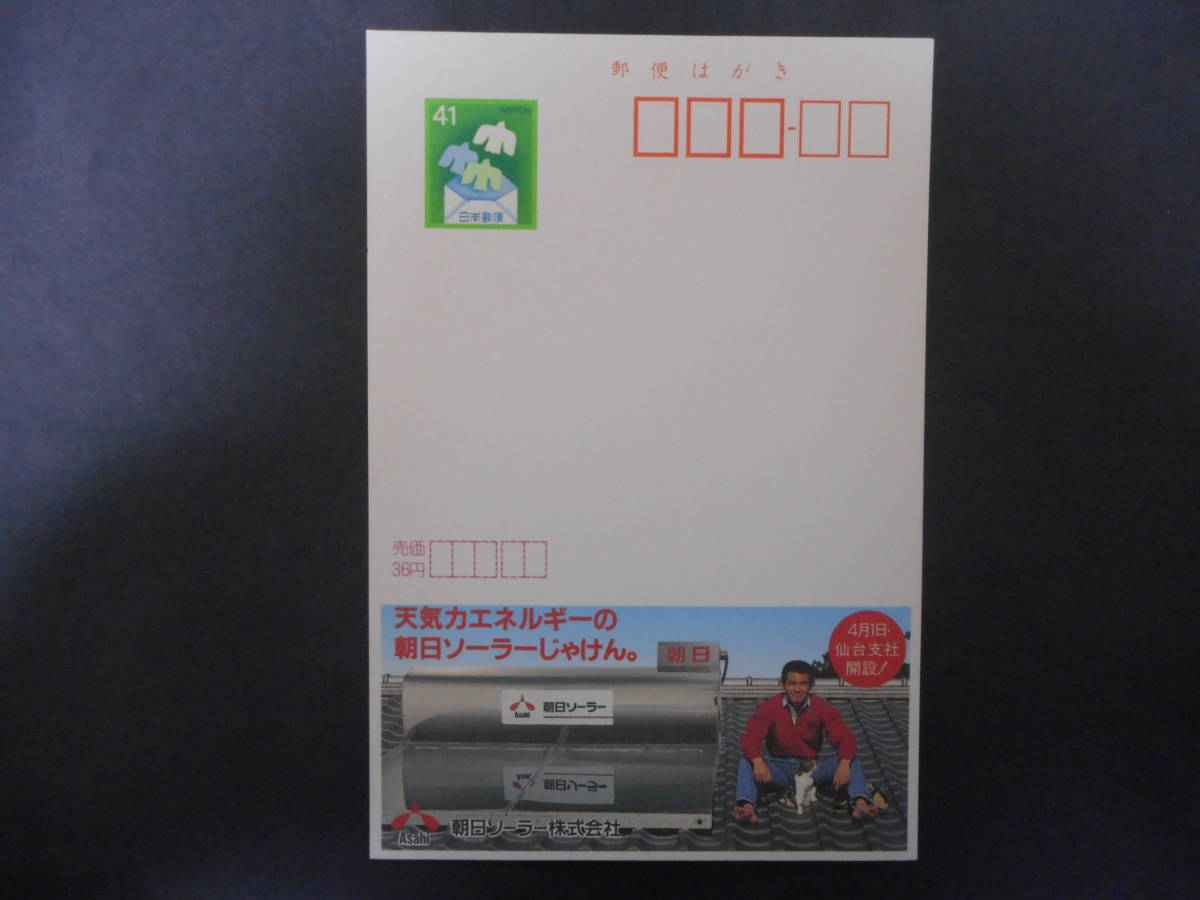 郵便はがき
41
NIPPON
日本郵便
売価
36円
天気力エネルギーの
朝日ソーラーじゃけん。
4月1日・
仙台支社
開設!
朝日
Asahi
朝日ソーラー
Asahi
朝日ソーラー株式会社